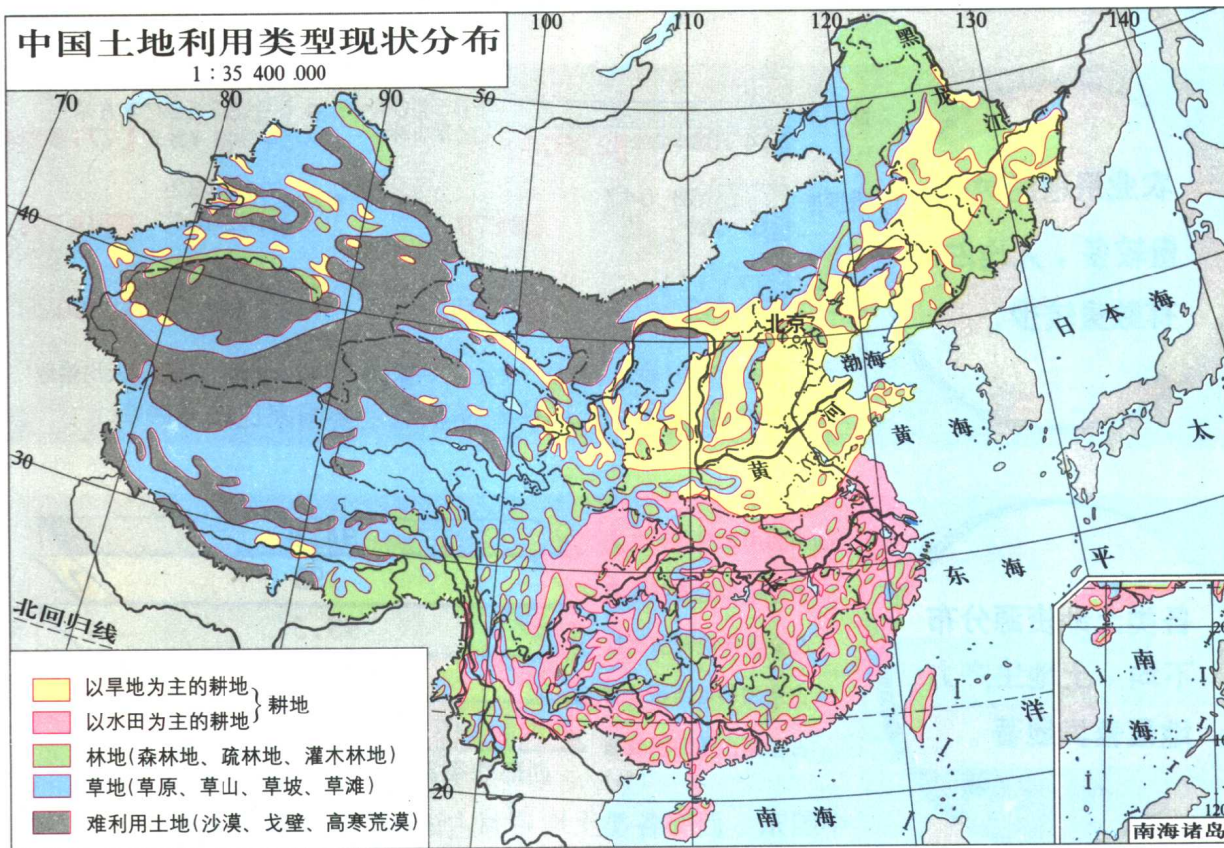 中国土地利用类型现状分布
1：35 400 000
70
80
90
100
110
120
130
140
50
40
30
20
黑
龙
江
北京
渤海
黄
河
黄 海
日 本 海
太
平
洋
东 海
长
江
北回归线
南 海
以旱地为主的耕地
以水田为主的耕地
耕地
林地(森林地、疏林地、灌木林地)
草地(草原、草山、草坡、草滩)
难利用土地(沙漠、戈壁、高寒荒漠)
南
海
南海诸岛
120